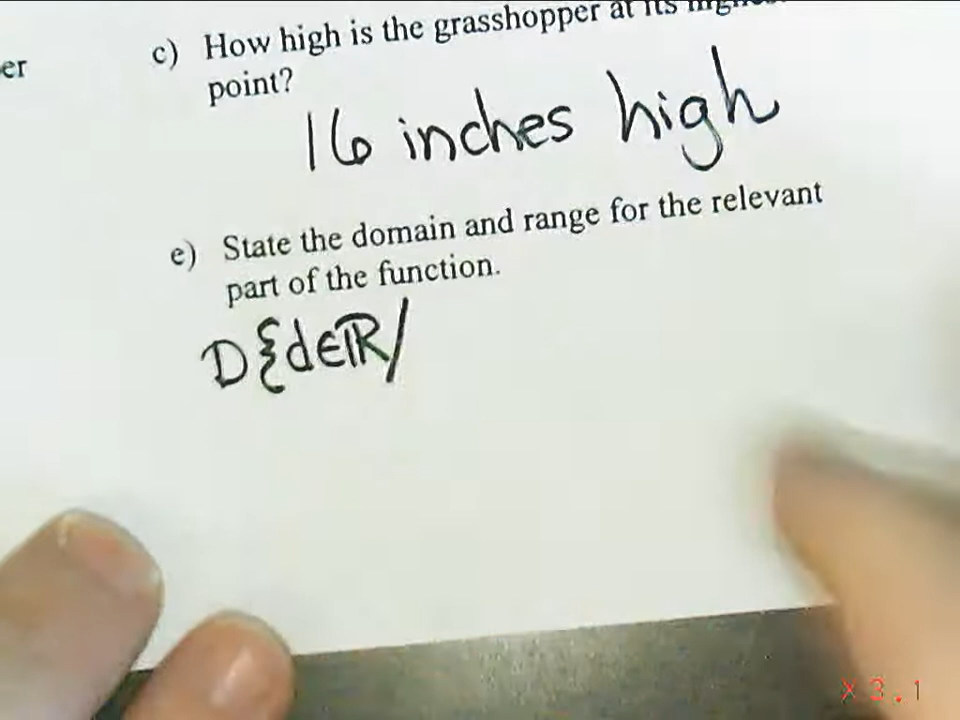 er
c) How high is the grasshopper at its
point?
16 inches high
e) State the domain and range for the relevant
part of the function.
D{d∈ℝ/
X3.1